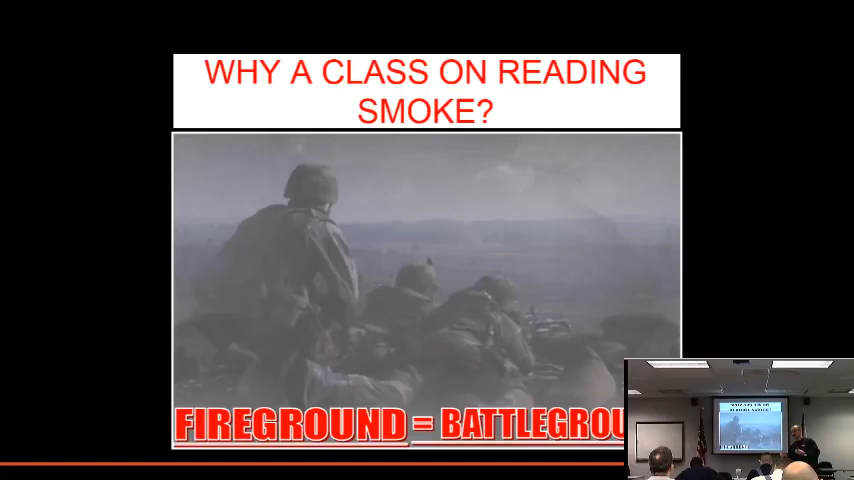 WHY A CLASS ON READING
SMOKE?
FIREGROUND = BATTLEGROU